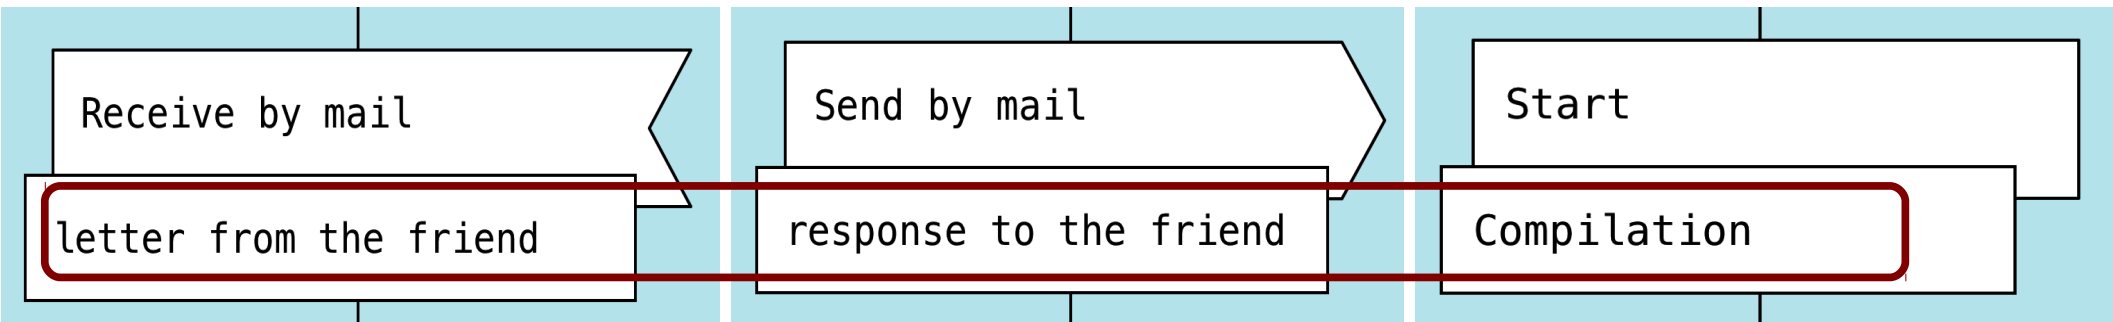 Receive by mail
letter from the friend
Send by mail
response to the friend
Start
Compilation